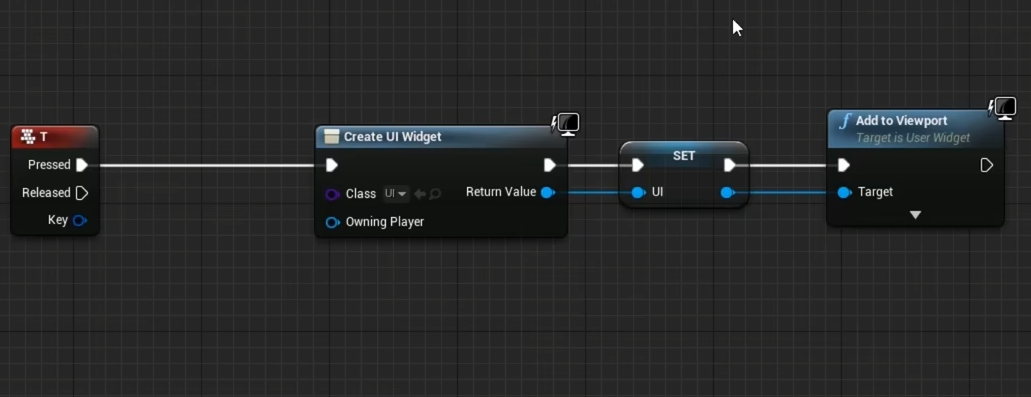 T
Pressed
Released
Key
Create UI Widget
Class UI
Return Value
Owning Player
SET
UI
Add to Viewport
Target is User Widget
Target